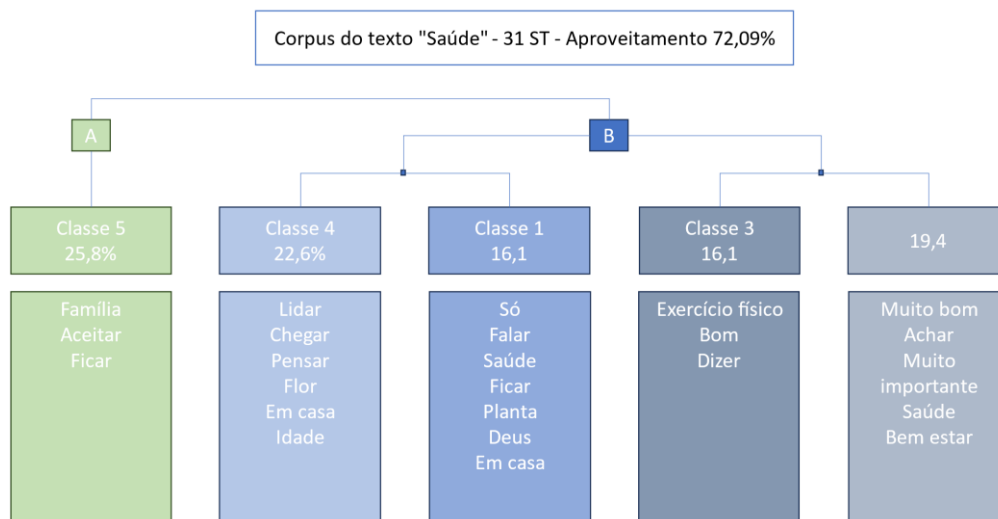 Corpus do texto "Saúde" - 31 ST - Aproveitamento 72,09%
A
B
Classe 5
25,8%
Classe 4
22,6%
Classe 1
16,1
Classe 3
16,1
19,4
Família
Aceitar
Ficar
Lidar
Chegar
Pensar
Flor
Em casa
Idade
Só
Falar
Saúde
Ficar
Planta
Deus
Em casa
Exercício físico
Bom
Dizer
Muito bom
Achar
Muito
importante
Saúde
Bem estar